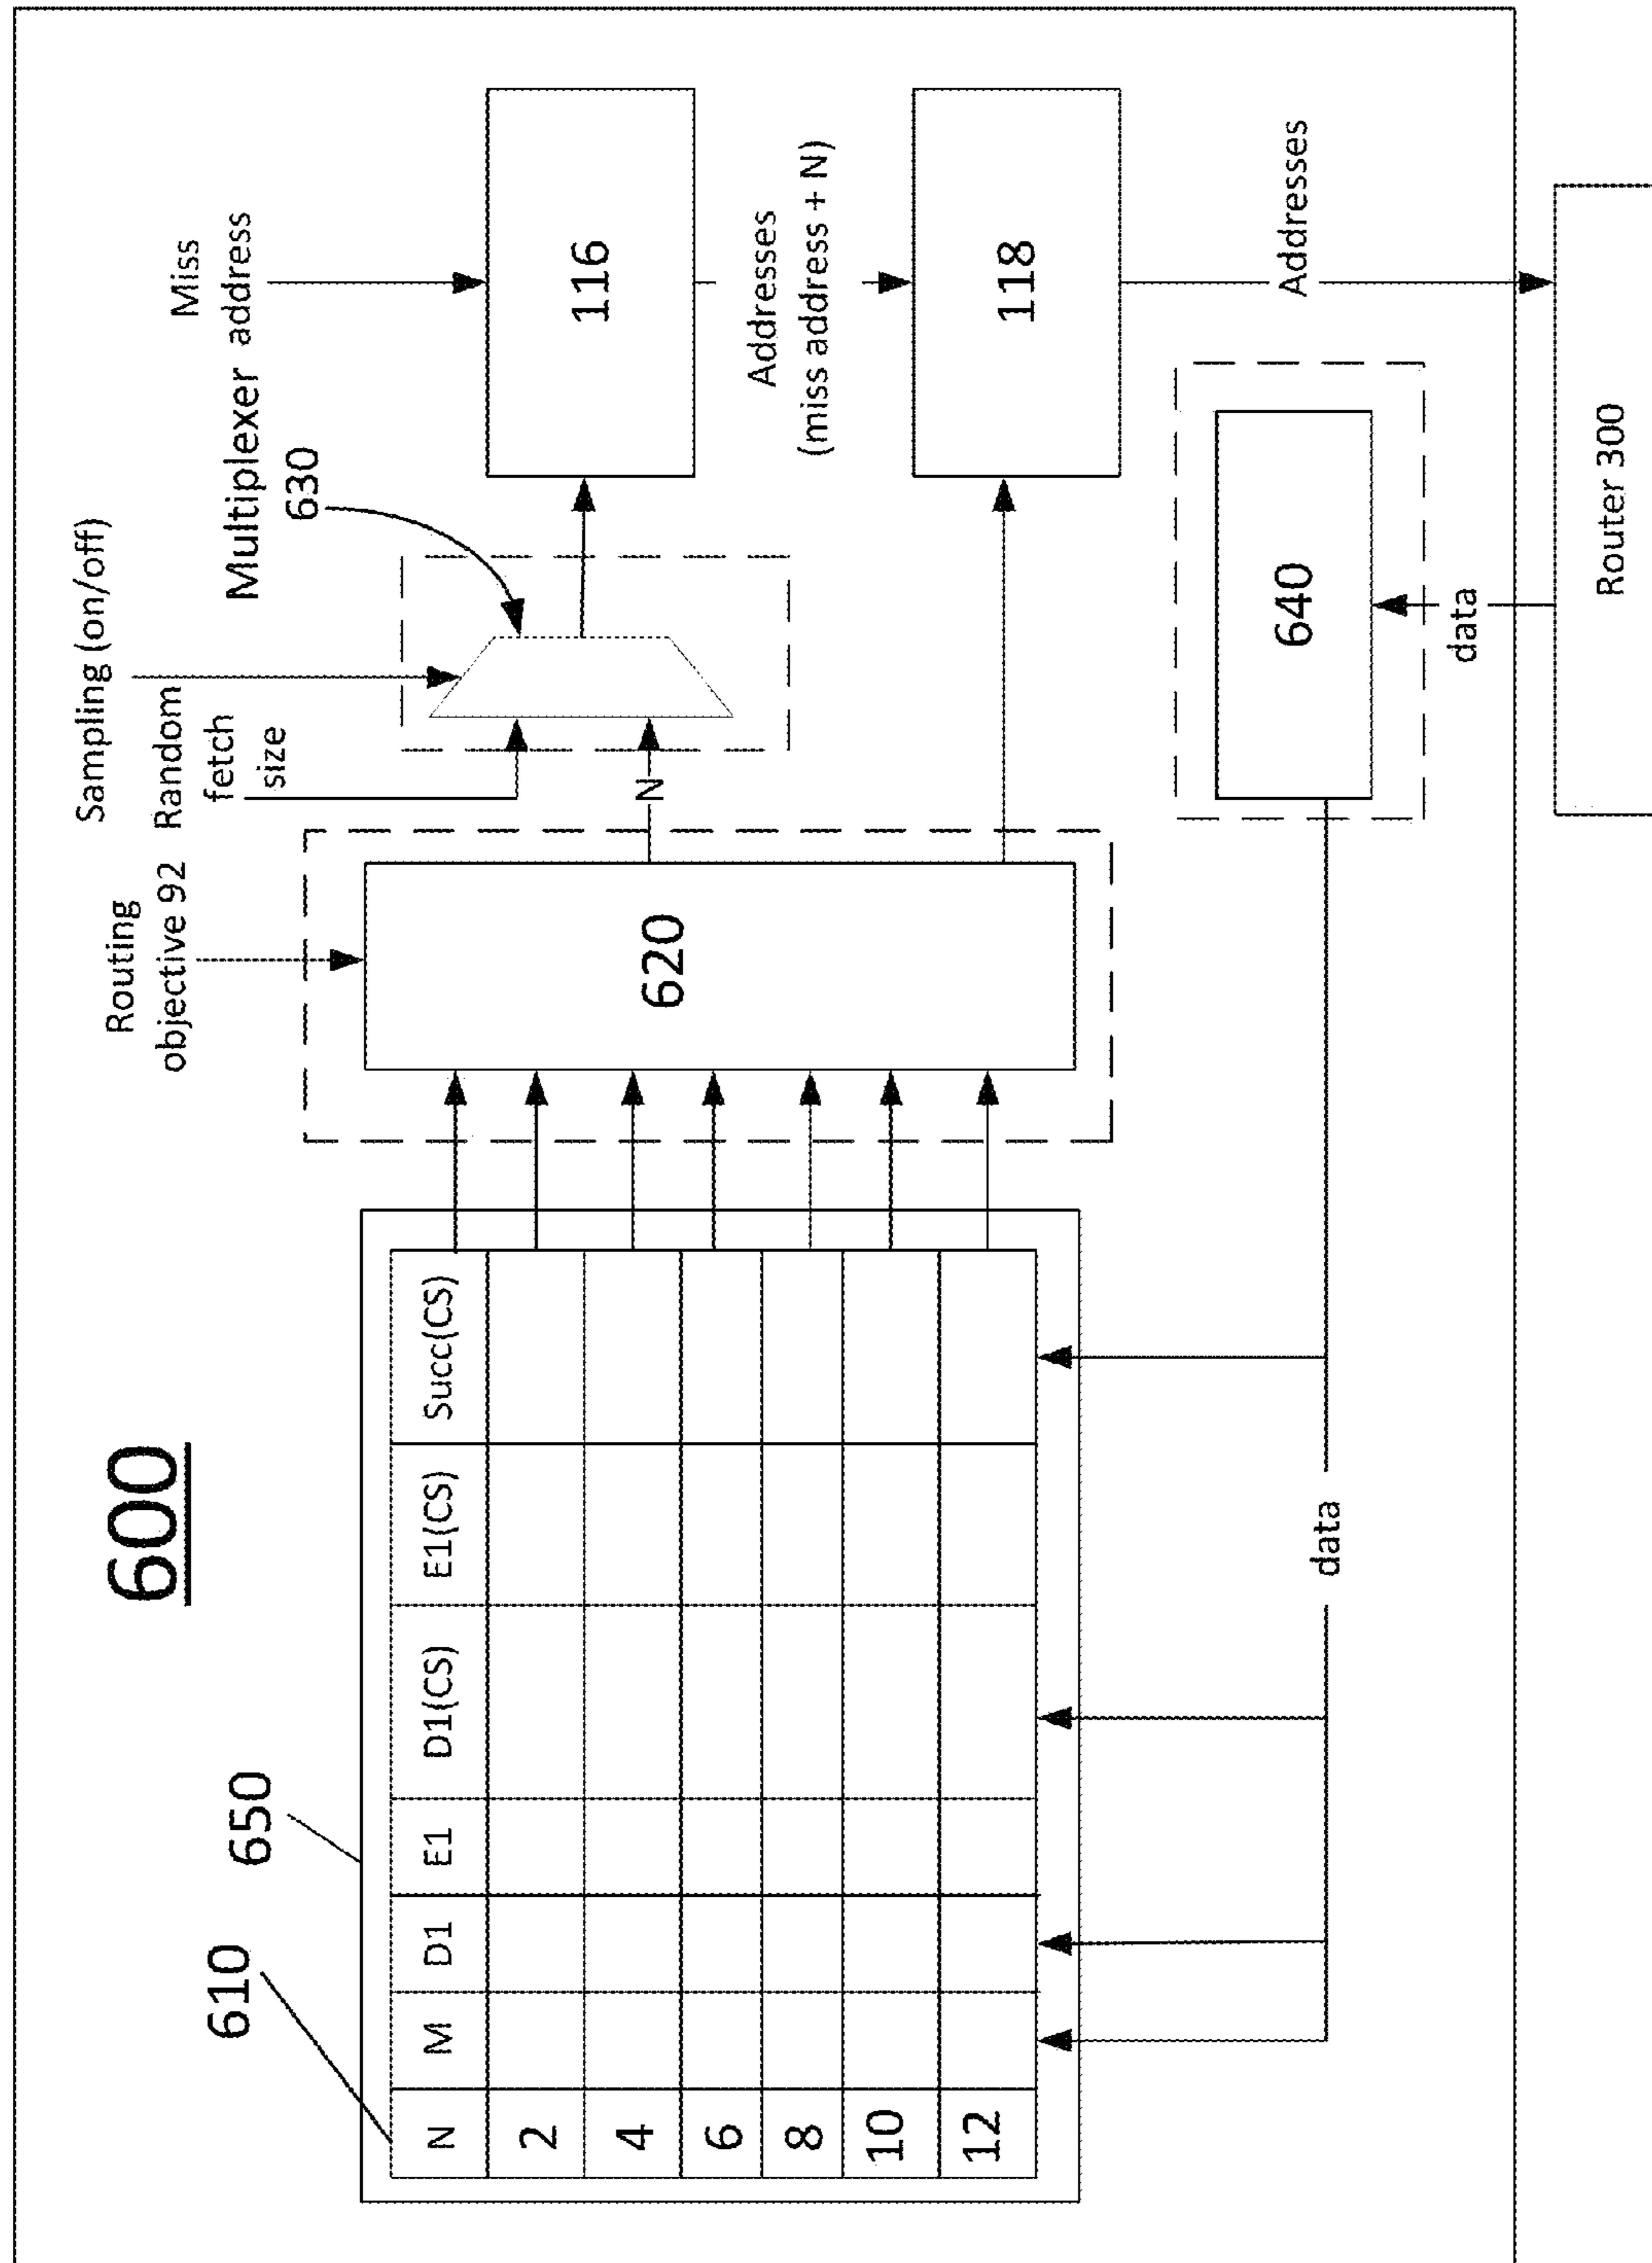 600
610
650
N M D1 E1 D1(CS) E1(CS) Succ(CS)
2
4
6
8
10
12
data
Routing
objective 92
620
N
Sampling (on/off)
Random
fetch
size
Multiplexer
630
Miss
address
116
Addresses
(miss address + N)
118
Addresses
640
data
Router 300